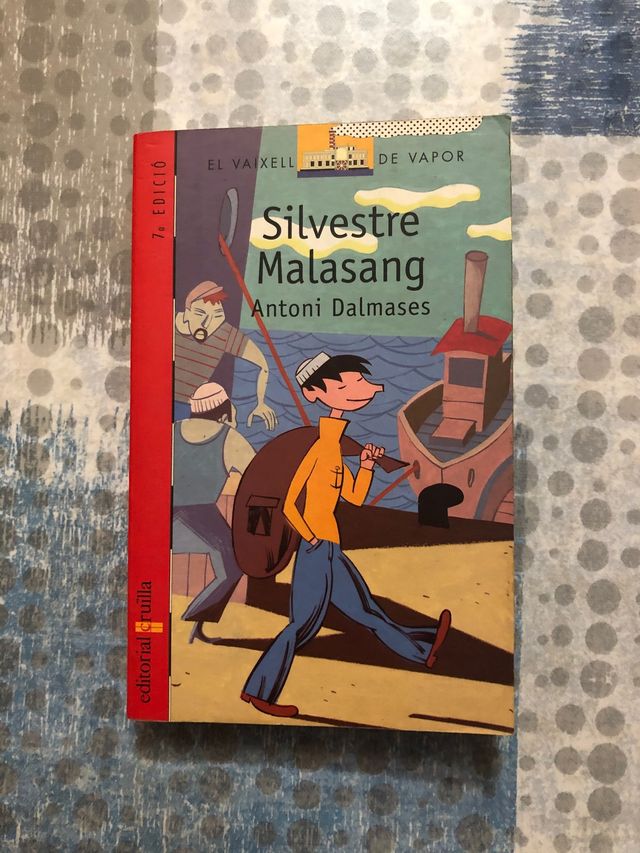 EL VAIXELL DE VAPOR
Silvestre
Malasang
Antoni Dalmases
7a EDICIÓ
editorial cruïlla